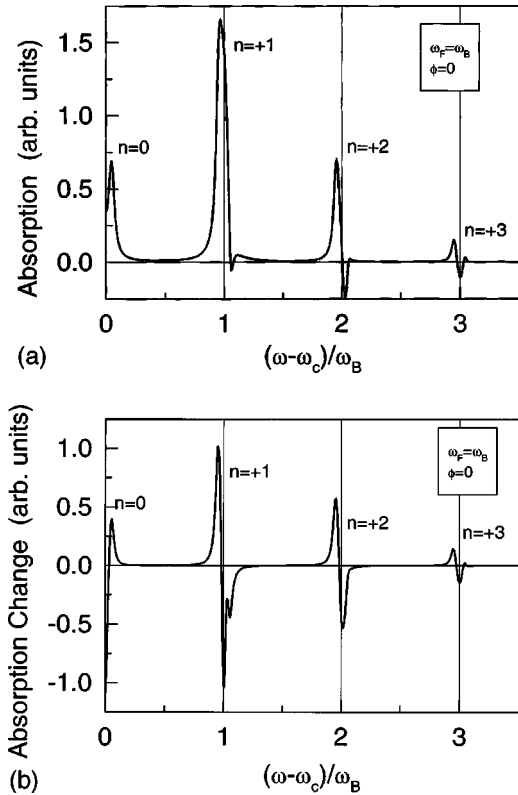 1.5
1.0
0.5
0.0
Absorption (arb. units)
n=0
n=+1
n=+2
n=+3
ω_F=ω_B
ϕ=0
0 1 2 3
(a)
(ω-ω_c)/ω_B
1.0
0.5
0.0
-0.5
-1.0
Absorption Change (arb. units)
n=0
n=+1
n=+2
n=+3
ω_F=ω_B
ϕ=0
0 1 2 3
(b)
(ω-ω_c)/ω_B